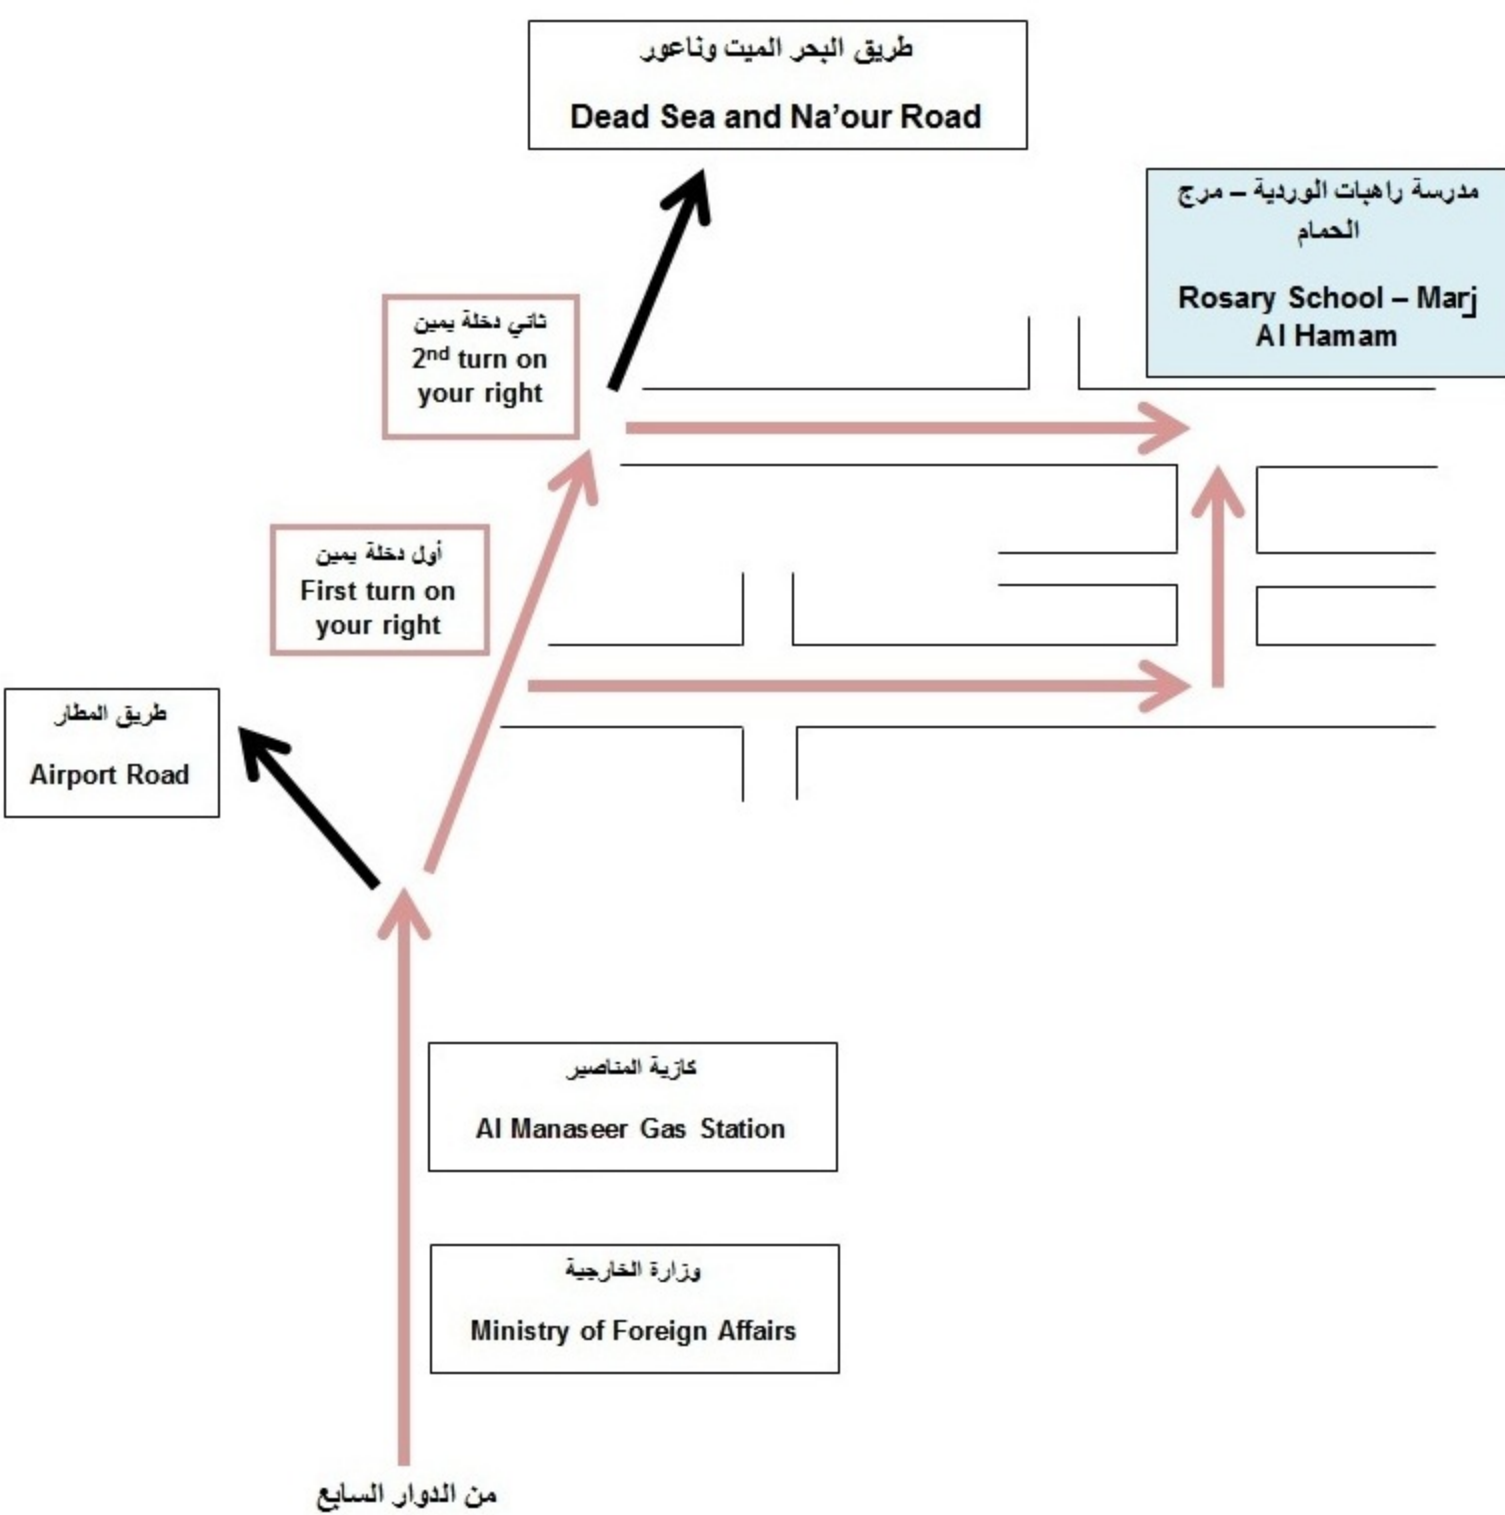 طريق البحر الميت وناعور
Dead Sea and Na’our Road
مدرسة راهبات الوردية – مرج
الحمام
Rosary School – Marj
Al Hamam
ثاني دخلة يمين
2nd turn on
your right
أول دخلة يمين
First turn on
your right
طريق المطار
Airport Road
كازية المناصير
Al Manaseer Gas Station
وزارة الخارجية
Ministry of Foreign Affairs
من الدوار السابع